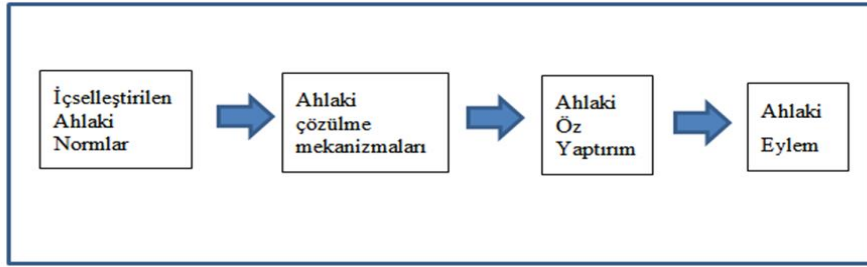 İçselleştirilen
Ahlaki
Normlar
Ahlaki
çözülme
mekanizmaları
Ahlaki
Öz
Yaptırım
Ahlaki
Eylem